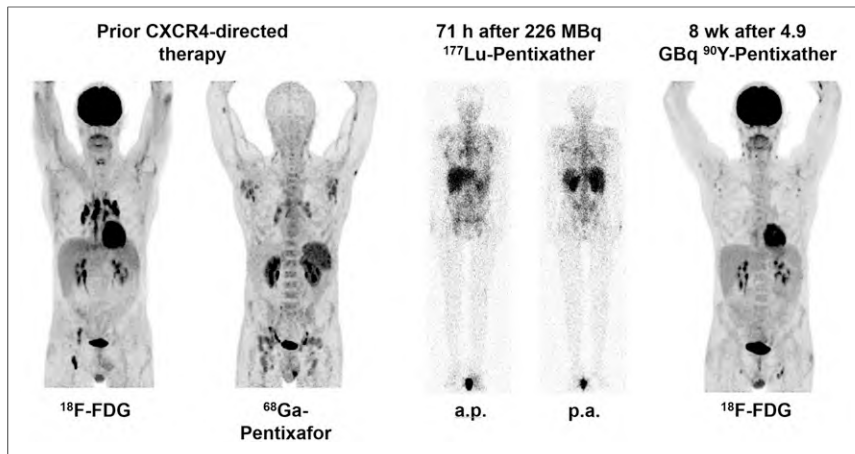 Prior CXCR4-directed
therapy
71 h after 226 MBq
¹⁷⁷Lu-Pentixather
8 wk after 4.9
GBq ⁹⁰Y-Pentixather
¹⁸F-FDG
⁶⁸Ga-
Pentixafor
a.p.
p.a.
¹⁸F-FDG